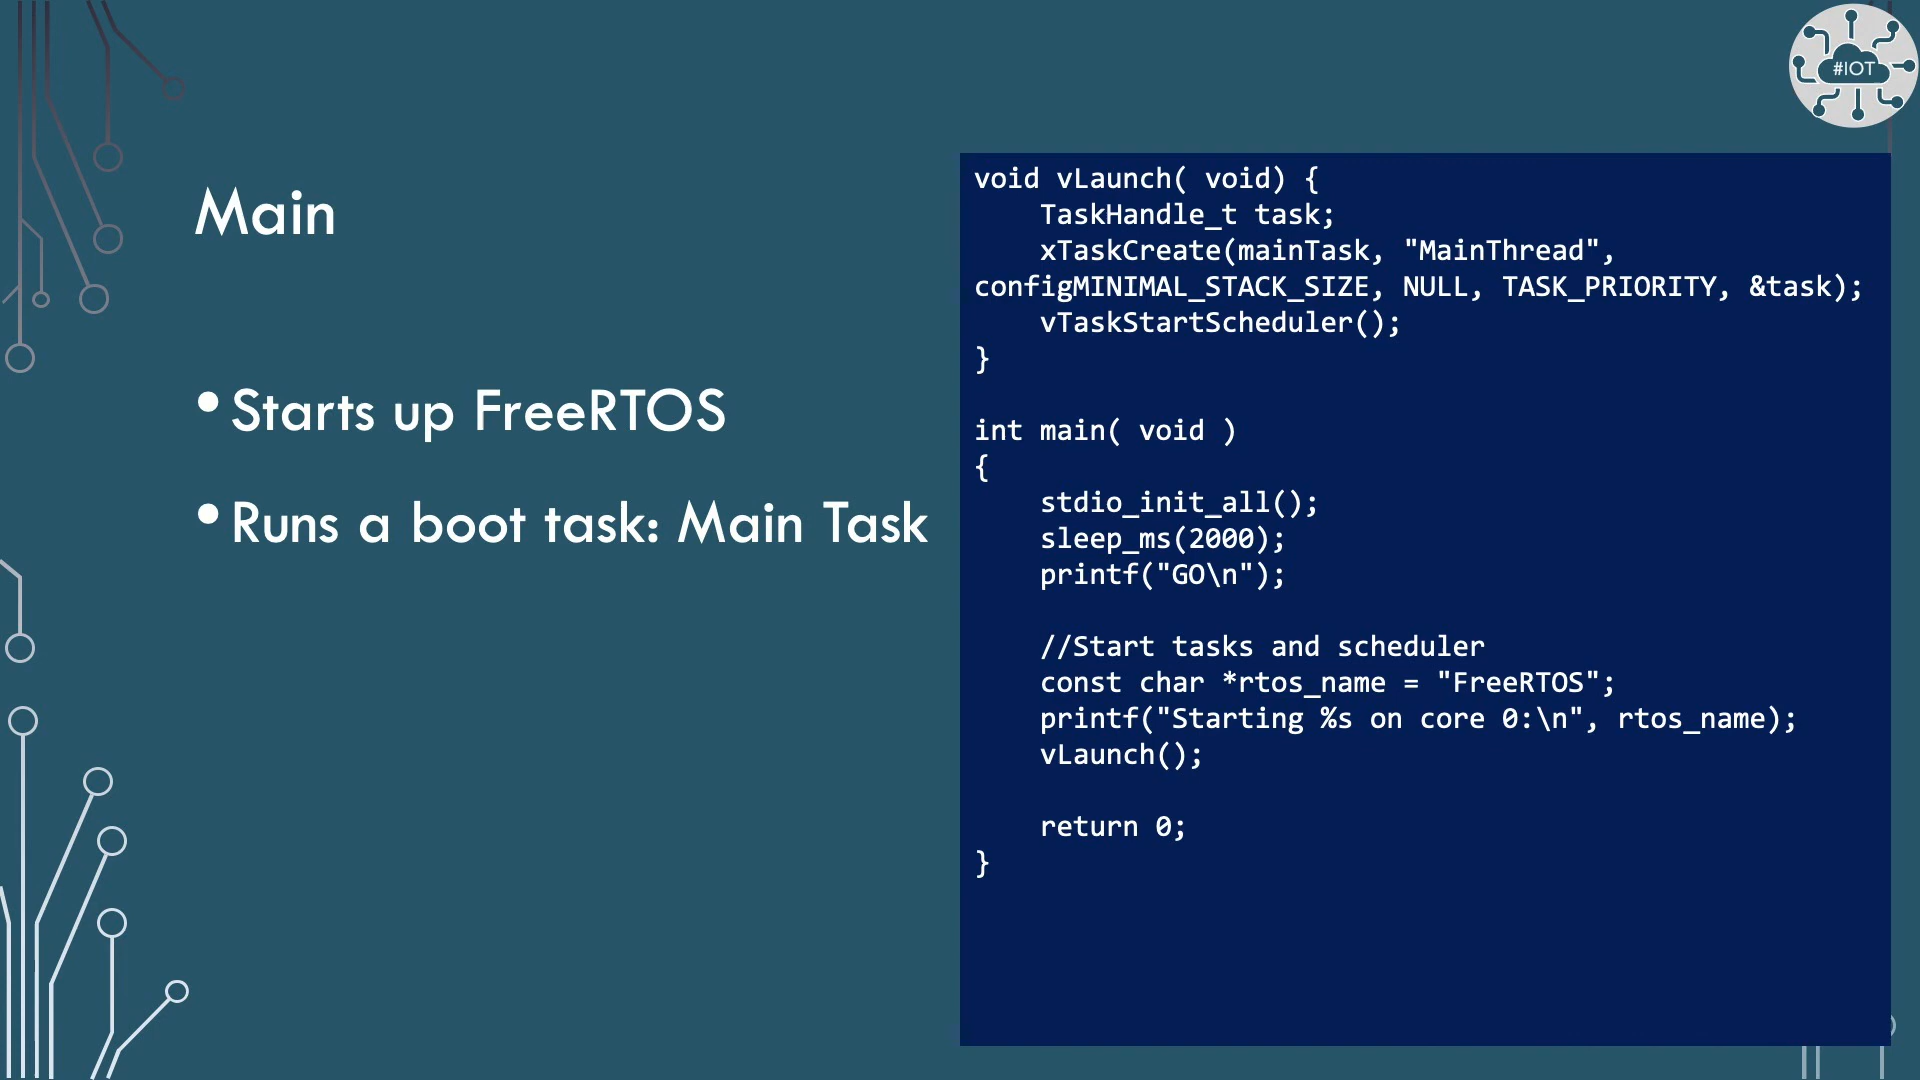 #IOT
Main
• Starts up FreeRTOS
• Runs a boot task: Main Task
void vLaunch( void) {
    TaskHandle_t task;
    xTaskCreate(mainTask, "MainThread",
configMINIMAL_STACK_SIZE, NULL, TASK_PRIORITY, &task);
    vTaskStartScheduler();
}

int main( void )
{
    stdio_init_all();
    sleep_ms(2000);
    printf("GO\n");

    //Start tasks and scheduler
    const char *rtos_name = "FreeRTOS";
    printf("Starting %s on core 0:\n", rtos_name);
    vLaunch();

    return 0;
}